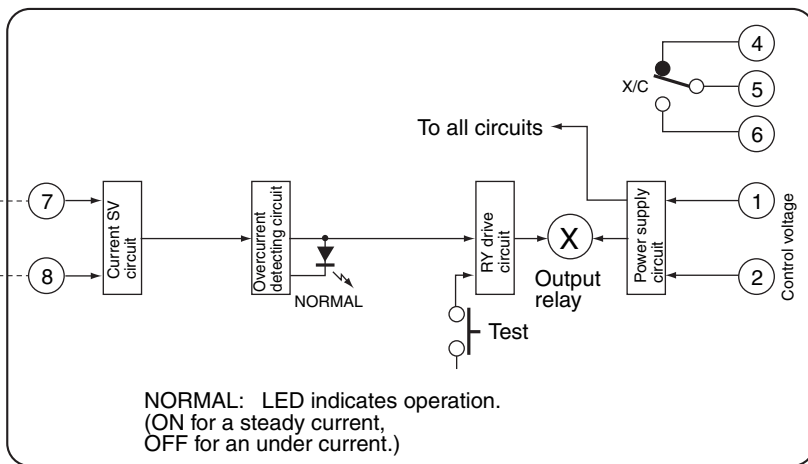 4
X/C
5
6
To all circuits
7
8
Current SV
circuit
Overcurrent
detecting circuit
NORMAL
RY drive
circuit
X
Output
relay
Test
Power supply
circuit
1
2
Control voltage
NORMAL: LED indicates operation.
(ON for a steady current,
OFF for an under current.)